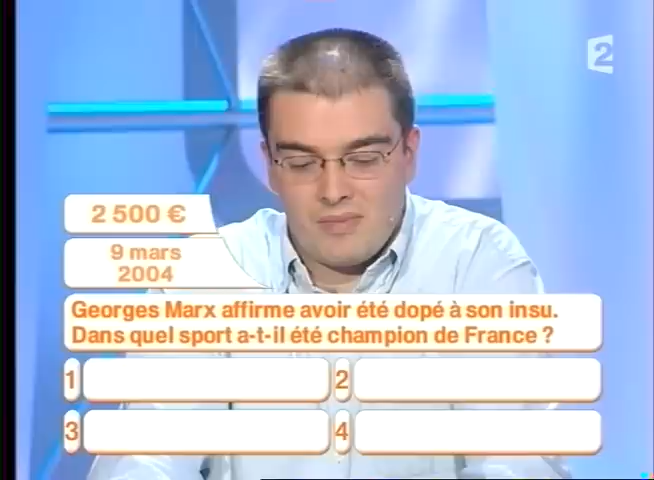 2
2 500 €
9 mars
2004
Georges Marx affirme avoir été dopé à son insu.
Dans quel sport a-t-il été champion de France ?
1
2
3
4